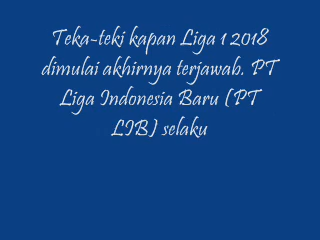 Teka-teki kapan Liga 1 2018
dimulai akhirnya terjawab. PT
Liga Indonesia Baru (PT
LIB) selaku